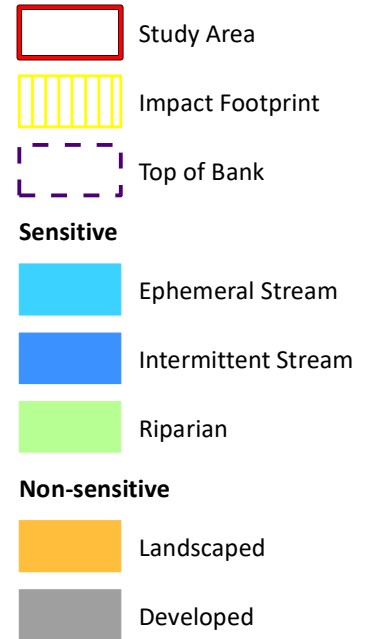 Study Area
Impact Footprint
Top of Bank
Sensitive
Ephemeral Stream
Intermittent Stream
Riparian
Non-sensitive
Landscaped
Developed